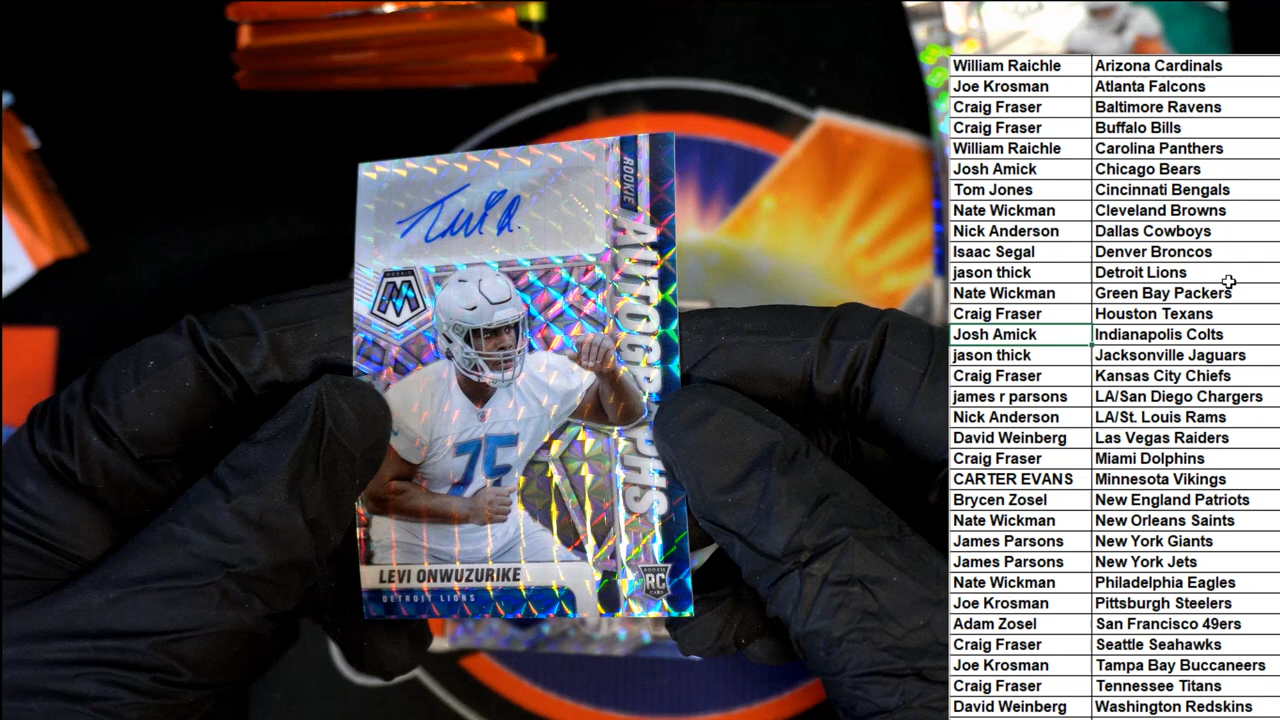 ROOKIE
AUTOGRAPHS
MOSAIC
M
75
LEVI ONWUZURIKE
DETROIT LIONS
ROOKIE
RC
CARD
William Raichle Arizona Cardinals
Joe Krosman Atlanta Falcons
Craig Fraser Baltimore Ravens
Craig Fraser Buffalo Bills
William Raichle Carolina Panthers
Josh Amick Chicago Bears
Tom Jones Cincinnati Bengals
Nate Wickman Cleveland Browns
Nick Anderson Dallas Cowboys
Isaac Segal Denver Broncos
jason thick Detroit Lions
Nate Wickman Green Bay Packers
Craig Fraser Houston Texans
Josh Amick Indianapolis Colts
jason thick Jacksonville Jaguars
Craig Fraser Kansas City Chiefs
james r parsons LA/San Diego Chargers
Nick Anderson LA/St. Louis Rams
David Weinberg Las Vegas Raiders
Craig Fraser Miami Dolphins
CARTER EVANS Minnesota Vikings
Brycen Zosel New England Patriots
Nate Wickman New Orleans Saints
James Parsons New York Giants
James Parsons New York Jets
Nate Wickman Philadelphia Eagles
Joe Krosman Pittsburgh Steelers
Adam Zosel San Francisco 49ers
Craig Fraser Seattle Seahawks
Joe Krosman Tampa Bay Buccaneers
Craig Fraser Tennessee Titans
David Weinberg Washington Redskins